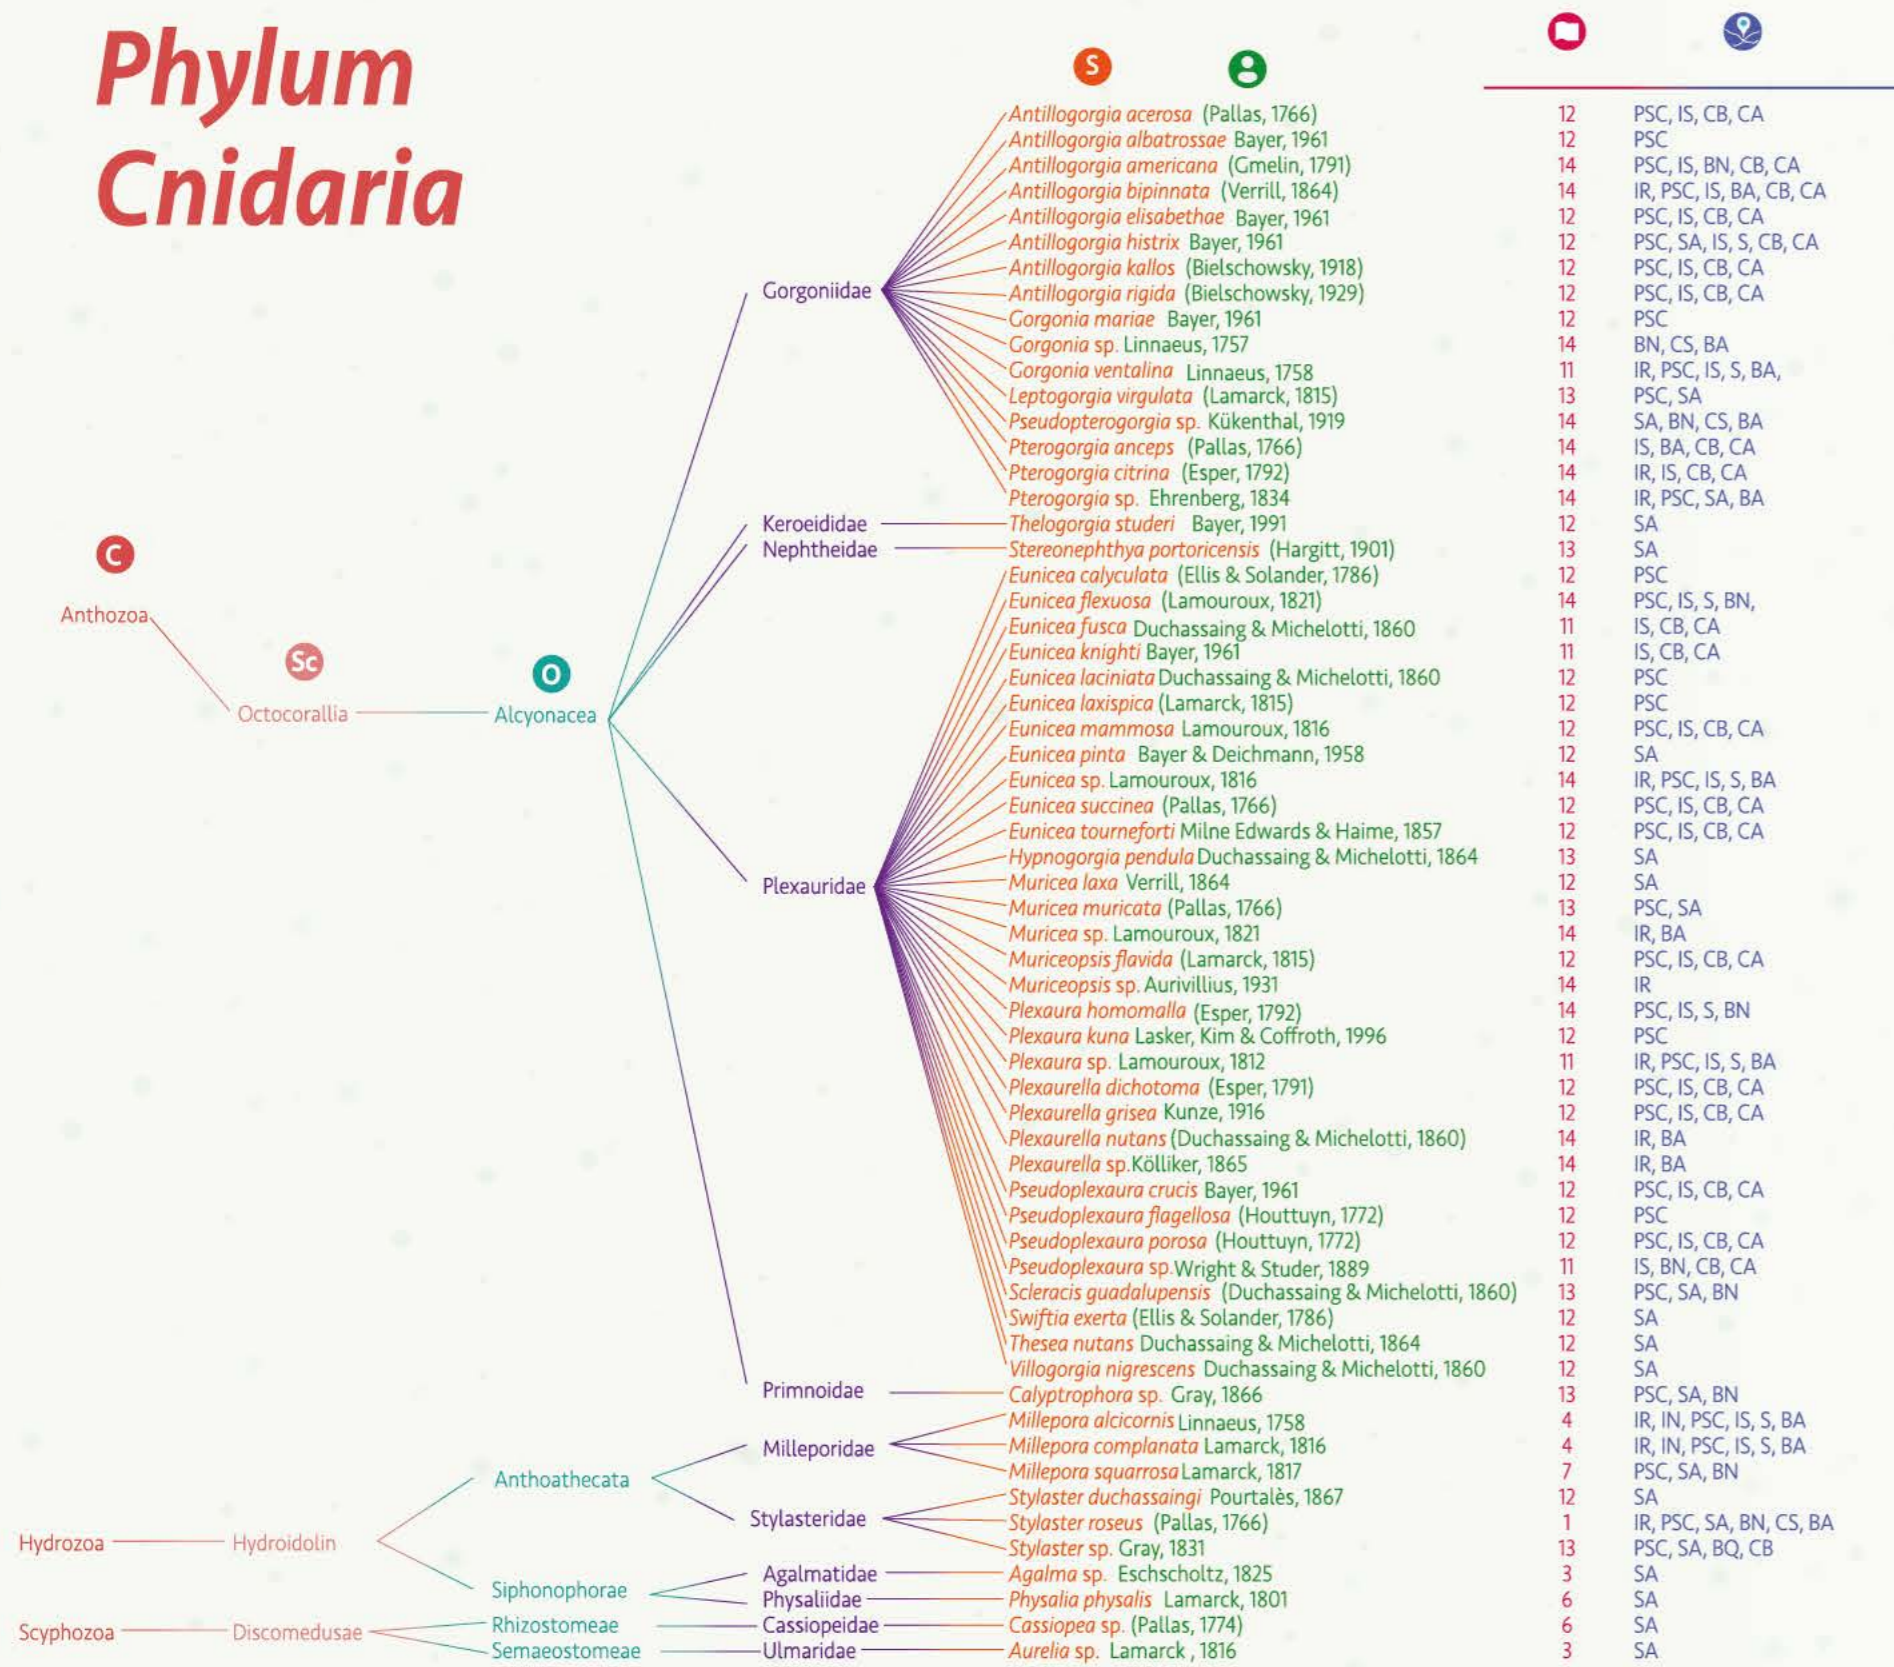 Phylum
Cnidaria
S
Antillogorgia acerosa (Pallas, 1766) 12 PSC, IS, CB, CA
Antillogorgia albatrossae Bayer, 1961 12 PSC
Antillogorgia americana (Gmelin, 1791) 14 PSC, IS, BN, CB, CA
Antillogorgia bipinnata (Verrill, 1864) 14 IR, PSC, IS, BA, CB, CA
Antillogorgia elisabethae Bayer, 1961 12 PSC, IS, CB, CA
Antillogorgia histrix Bayer, 1961 12 PSC, SA, IS, S, CB, CA
Antillogorgia kallos (Bielschowsky, 1918) 12 PSC, IS, CB, CA
Gorgoniidae Antillogorgia rigida (Bielschowsky, 1929) 12 PSC, IS, CB, CA
Gorgonia mariae Bayer, 1961 12 PSC
Gorgonia sp. Linnaeus, 1757 14 BN, CS, BA
Gorgonia ventalina Linnaeus, 1758 11 IR, PSC, IS, S, BA,
Leptogorgia virgulata (Lamarck, 1815) 13 PSC, SA
Pseudopterogorgia sp. Kükenthal, 1919 14 SA, BN, CS, BA
Pterogorgia anceps (Pallas, 1766) 14 IS, BA, CB, CA
Pterogorgia citrina (Esper, 1792) 14 IR, IS, CB, CA
Pterogorgia sp. Ehrenberg, 1834 14 IR, PSC, SA, BA
Keroeididae Thelogorgia studeri Bayer, 1991 12 SA
C Nephtheidae Stereonephthya portoricensis (Hargitt, 1901) 13 SA
Eunicea calyculata (Ellis & Solander, 1786) 12 PSC
Eunicea flexuosa (Lamouroux, 1821) 14 PSC, IS, S, BN,
Anthozoa Eunicea fusca Duchassaing & Michelotti, 1860 11 IS, CB, CA
Eunicea knighti Bayer, 1961 11 IS, CB, CA
Sc O Eunicea laciniata Duchassaing & Michelotti, 1860 12 PSC
Eunicea laxispica (Lamarck, 1815) 12 PSC
Octocorallia Alcyonacea Eunicea mammosa Lamouroux, 1816 12 PSC, IS, CB, CA
Eunicea pinta Bayer & Deichmann, 1958 12 SA
Eunicea sp. Lamouroux, 1816 14 IR, PSC, IS, S, BA
Eunicea succinea (Pallas, 1766) 12 PSC, IS, CB, CA
Eunicea tourneforti Milne Edwards & Haime, 1857 12 PSC, IS, CB, CA
Hypnogorgia pendula Duchassaing & Michelotti, 1864 13 SA
Plexauridae Muricea laxa Verrill, 1864 12 SA
Muricea muricata (Pallas, 1766) 13 PSC, SA
Muricea sp. Lamouroux, 1821 14 IR, BA
Muriceopsis flavida (Lamarck, 1815) 12 PSC, IS, CB, CA
Muriceopsis sp. Aurivillius, 1931 14 IR
Plexaura homomalla (Esper, 1792) 14 PSC, IS, S, BN
Plexaura kuna Lasker, Kim & Coffroth, 1996 12 PSC
Plexaura sp. Lamouroux, 1812 11 IR, PSC, IS, S, BA
Plexaurella dichotoma (Esper, 1791) 12 PSC, IS, CB, CA
Plexaurella grisea Kunze, 1916 12 PSC, IS, CB, CA
Plexaurella nutans (Duchassaing & Michelotti, 1860) 14 IR, BA
Plexaurella sp. Kölliker, 1865 14 IR, BA
Pseudoplexaura crucis Bayer, 1961 12 PSC, IS, CB, CA
Pseudoplexaura flagellosa (Houttuyn, 1772) 12 PSC
Pseudoplexaura porosa (Houttuyn, 1772) 12 PSC, IS, CB, CA
Pseudoplexaura sp. Wright & Studer, 1889 11 IS, BN, CB, CA
Scleracis guadalupensis (Duchassaing & Michelotti, 1860) 13 PSC, SA, BN
Swiftia exerta (Ellis & Solander, 1786) 12 SA
Thesea nutans Duchassaing & Michelotti, 1864 12 SA
Villogorgia nigrescens Duchassaing & Michelotti, 1860 12 SA
Primnoidae Calyptrophora sp. Gray, 1866 13 PSC, SA, BN
Millepora alcicornis Linnaeus, 1758 4 IR, IN, PSC, IS, S, BA
Milleporidae Millepora complanata Lamarck, 1816 4 IR, IN, PSC, IS, S, BA
Anthoathecata Millepora squarrosa Lamarck, 1817 7 PSC, SA, BN
Stylaster duchassaingi Pourtalès, 1867 12 SA
Stylasteridae Stylaster roseus (Pallas, 1766) 1 IR, PSC, SA, BN, CS, BA
Hydrozoa Hydroidolin Stylaster sp. Gray, 1831 13 PSC, SA, BQ, CB
Agalmatidae Agalma sp. Eschscholtz, 1825 3 SA
Siphonophorae Physaliidae Physalia physalis Lamarck, 1801 6 SA
Scyphozoa Discomedusae Rhizostomeae Cassiopeidae Cassiopea sp. (Pallas, 1774) 6 SA
Semaeostomeae Ulmaridae Aurelia sp. Lamarck , 1816 3 SA